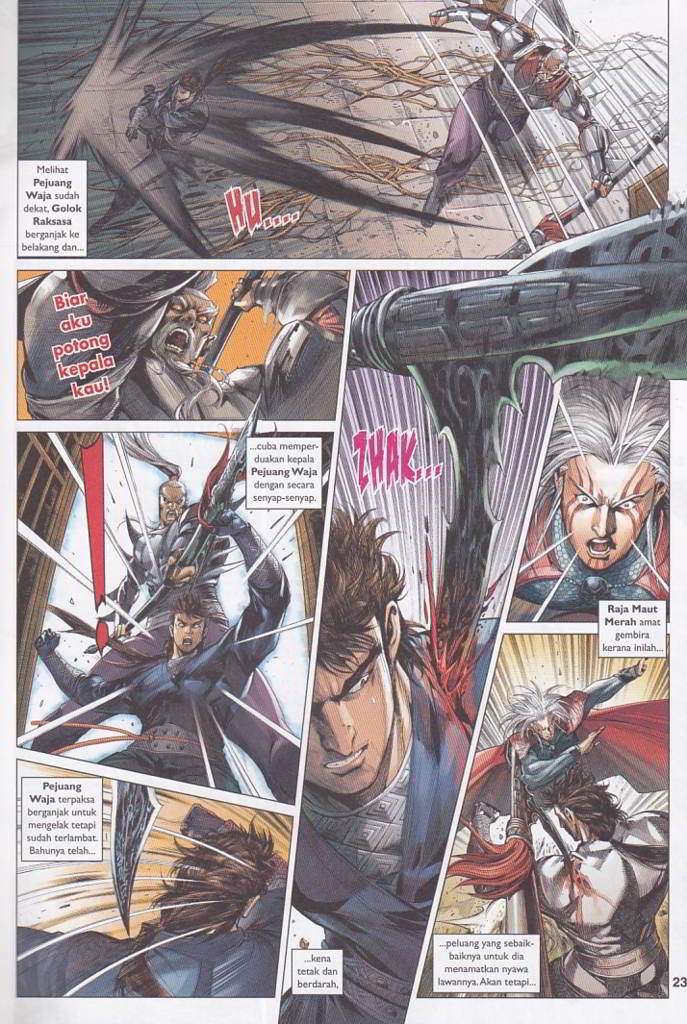 Melihat
Pejuang
Waja sudah
dekat, Golok
Raksasa
berganjak ke
belakang dan...
HU....
Biar
aku
potong
kepala
kau!
...cuba memper-
duakan kepala
Pejuang Waja
dengan secara
senyap-senyap.
!
ZHAK...
Raja Maut
Merah amat
gembira
kerana inilah...
Pejuang
Waja terpaksa
berganjak untuk
mengelak tetapi
sudah terlambat.
Bahunya telah...
...kena
tetak dan
berdarah,
...peluang yang sebaik-
baiknya untuk dia
menamatkan nyawa
lawannya. Akan tetapi...
23